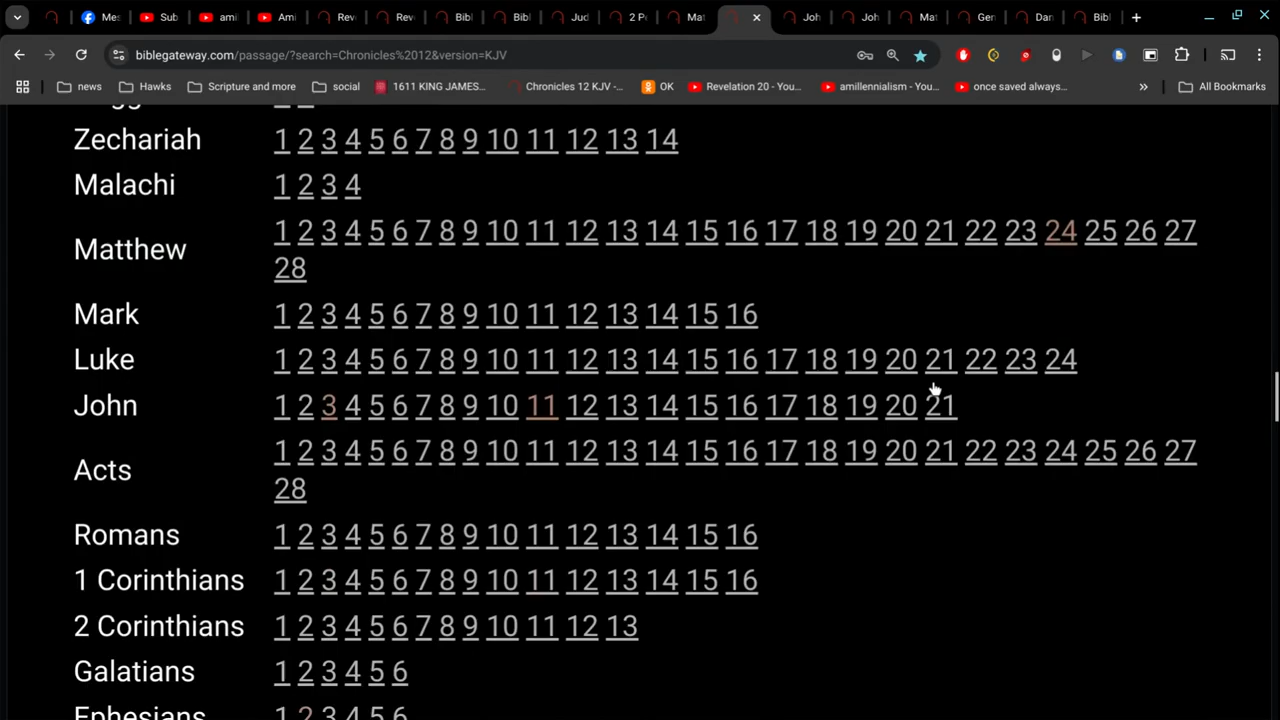 Mes
Sub
ami
Ami
Rev
Rev
Bibl
Bibl
Jud
2 P
Mat
Joh
Joh
Mat
Gen
Dan
Bibl
biblegateway.com/passage/?search=Chronicles%2012&version=KJV
news
Hawks
Scripture and more
social
1611 KING JAMES...
Chronicles 12 KJV -...
OK
Revelation 20 - You...
amillennialism - You...
once saved always...
»
All Bookmarks
Zechariah 1 2 3 4 5 6 7 8 9 10 11 12 13 14
Malachi 1 2 3 4
Matthew 1 2 3 4 5 6 7 8 9 10 11 12 13 14 15 16 17 18 19 20 21 22 23 24 25 26 27
28
Mark 1 2 3 4 5 6 7 8 9 10 11 12 13 14 15 16
Luke 1 2 3 4 5 6 7 8 9 10 11 12 13 14 15 16 17 18 19 20 21 22 23 24
John 1 2 3 4 5 6 7 8 9 10 11 12 13 14 15 16 17 18 19 20 21
Acts 1 2 3 4 5 6 7 8 9 10 11 12 13 14 15 16 17 18 19 20 21 22 23 24 25 26 27
28
Romans 1 2 3 4 5 6 7 8 9 10 11 12 13 14 15 16
1 Corinthians 1 2 3 4 5 6 7 8 9 10 11 12 13 14 15 16
2 Corinthians 1 2 3 4 5 6 7 8 9 10 11 12 13
Galatians 1 2 3 4 5 6
Ephesians 1 2 3 4 5 6